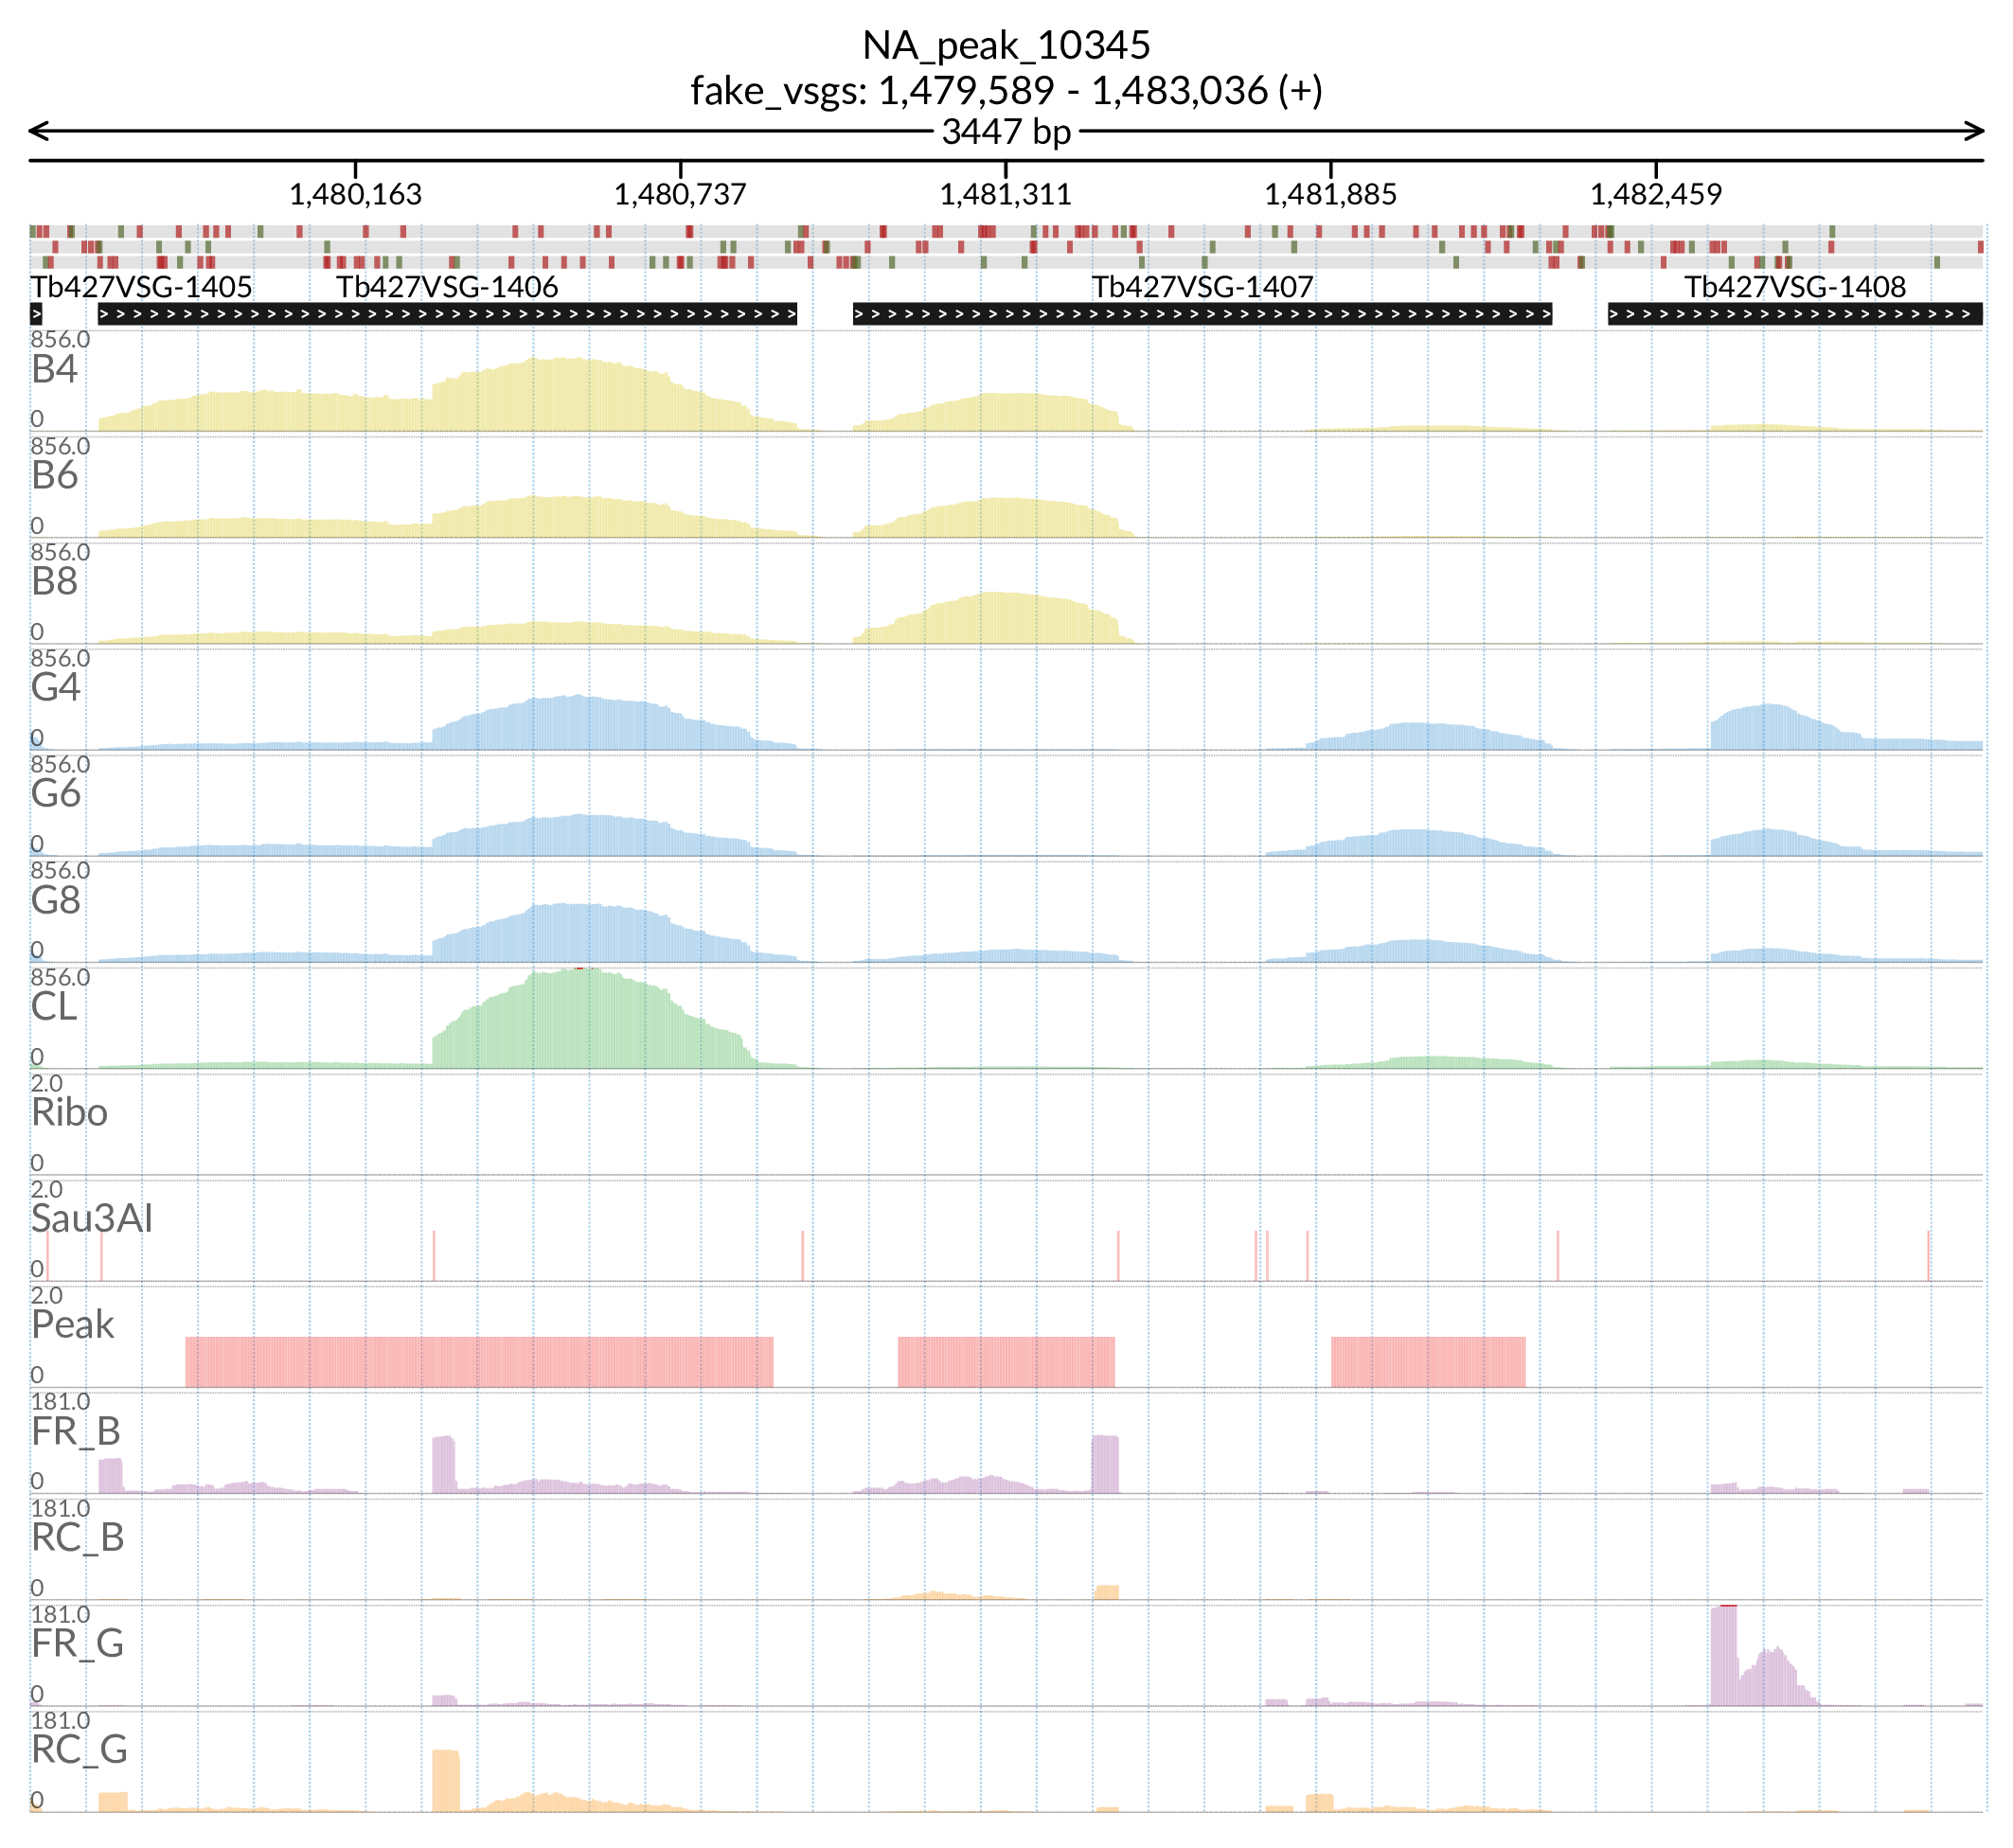 NA_peak_10345
fake_vsgs: 1,479,589 - 1,483,036 (+)
3447 bp
1,480,163 1,480,737 1,481,311 1,481,885 1,482,459
Tb427VSG-1405 Tb427VSG-1406 Tb427VSG-1407 Tb427VSG-1408
856.0
B4
0
856.0
B6
0
856.0
B8
0
856.0
G4
0
856.0
G6
0
856.0
G8
0
856.0
CL
0
2.0
Ribo
0
2.0
Sau3AI
0
2.0
Peak
0
181.0
FR_B
0
181.0
RC_B
0
181.0
FR_G
0
181.0
RC_G
0